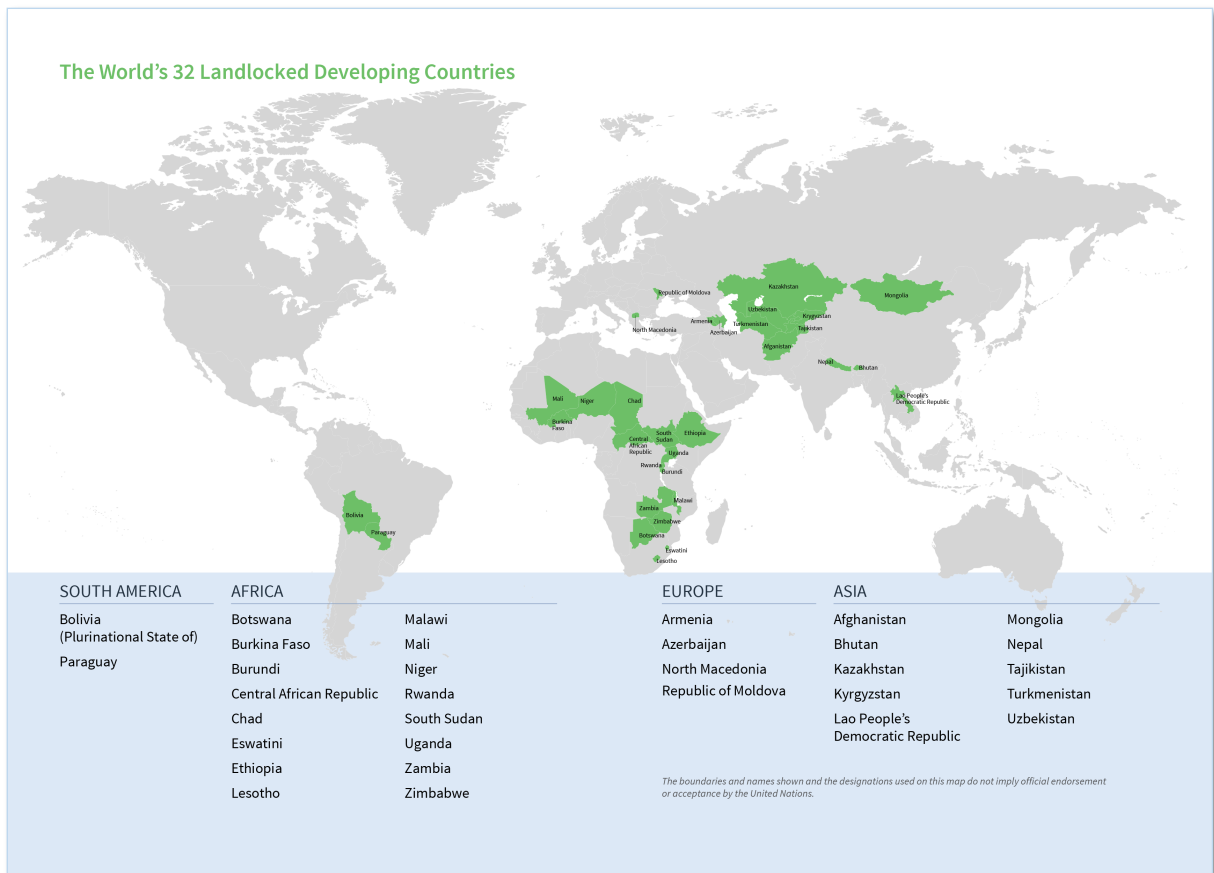 The World's 32 Landlocked Developing Countries
Republic of Moldova
North Macedonia
Armenia
Azerbaijan
Kazakhstan
Uzbekistan
Turkmenistan
Krygystan
Tajikistan
Afganistan
Mongolia
Nepal
Bhutan
Lao People's
Democratic Republic
Mali
Niger
Chad
Burkina
Faso
Central
African
Republic
South
Sudan
Ethiopia
Uganda
Rwanda
Burundi
Malawi
Zambia
Zimbabwe
Botswana
Eswatini
Lesotho
Bolivia
Paraguay
SOUTH AMERICA
Bolivia
(Plurinational State of)
Paraguay
AFRICA
Botswana
Burkina Faso
Burundi
Central African Republic
Chad
Eswatini
Ethiopia
Lesotho
Malawi
Mali
Niger
Rwanda
South Sudan
Uganda
Zambia
Zimbabwe
EUROPE
Armenia
Azerbaijan
North Macedonia
Republic of Moldova
ASIA
Afghanistan
Bhutan
Kazakhstan
Kyrgyzstan
Lao People's
Democratic Republic
Mongolia
Nepal
Tajikistan
Turkmenistan
Uzbekistan
The boundaries and names shown and the designations used on this map do not imply official endorsement
or acceptance by the United Nations.